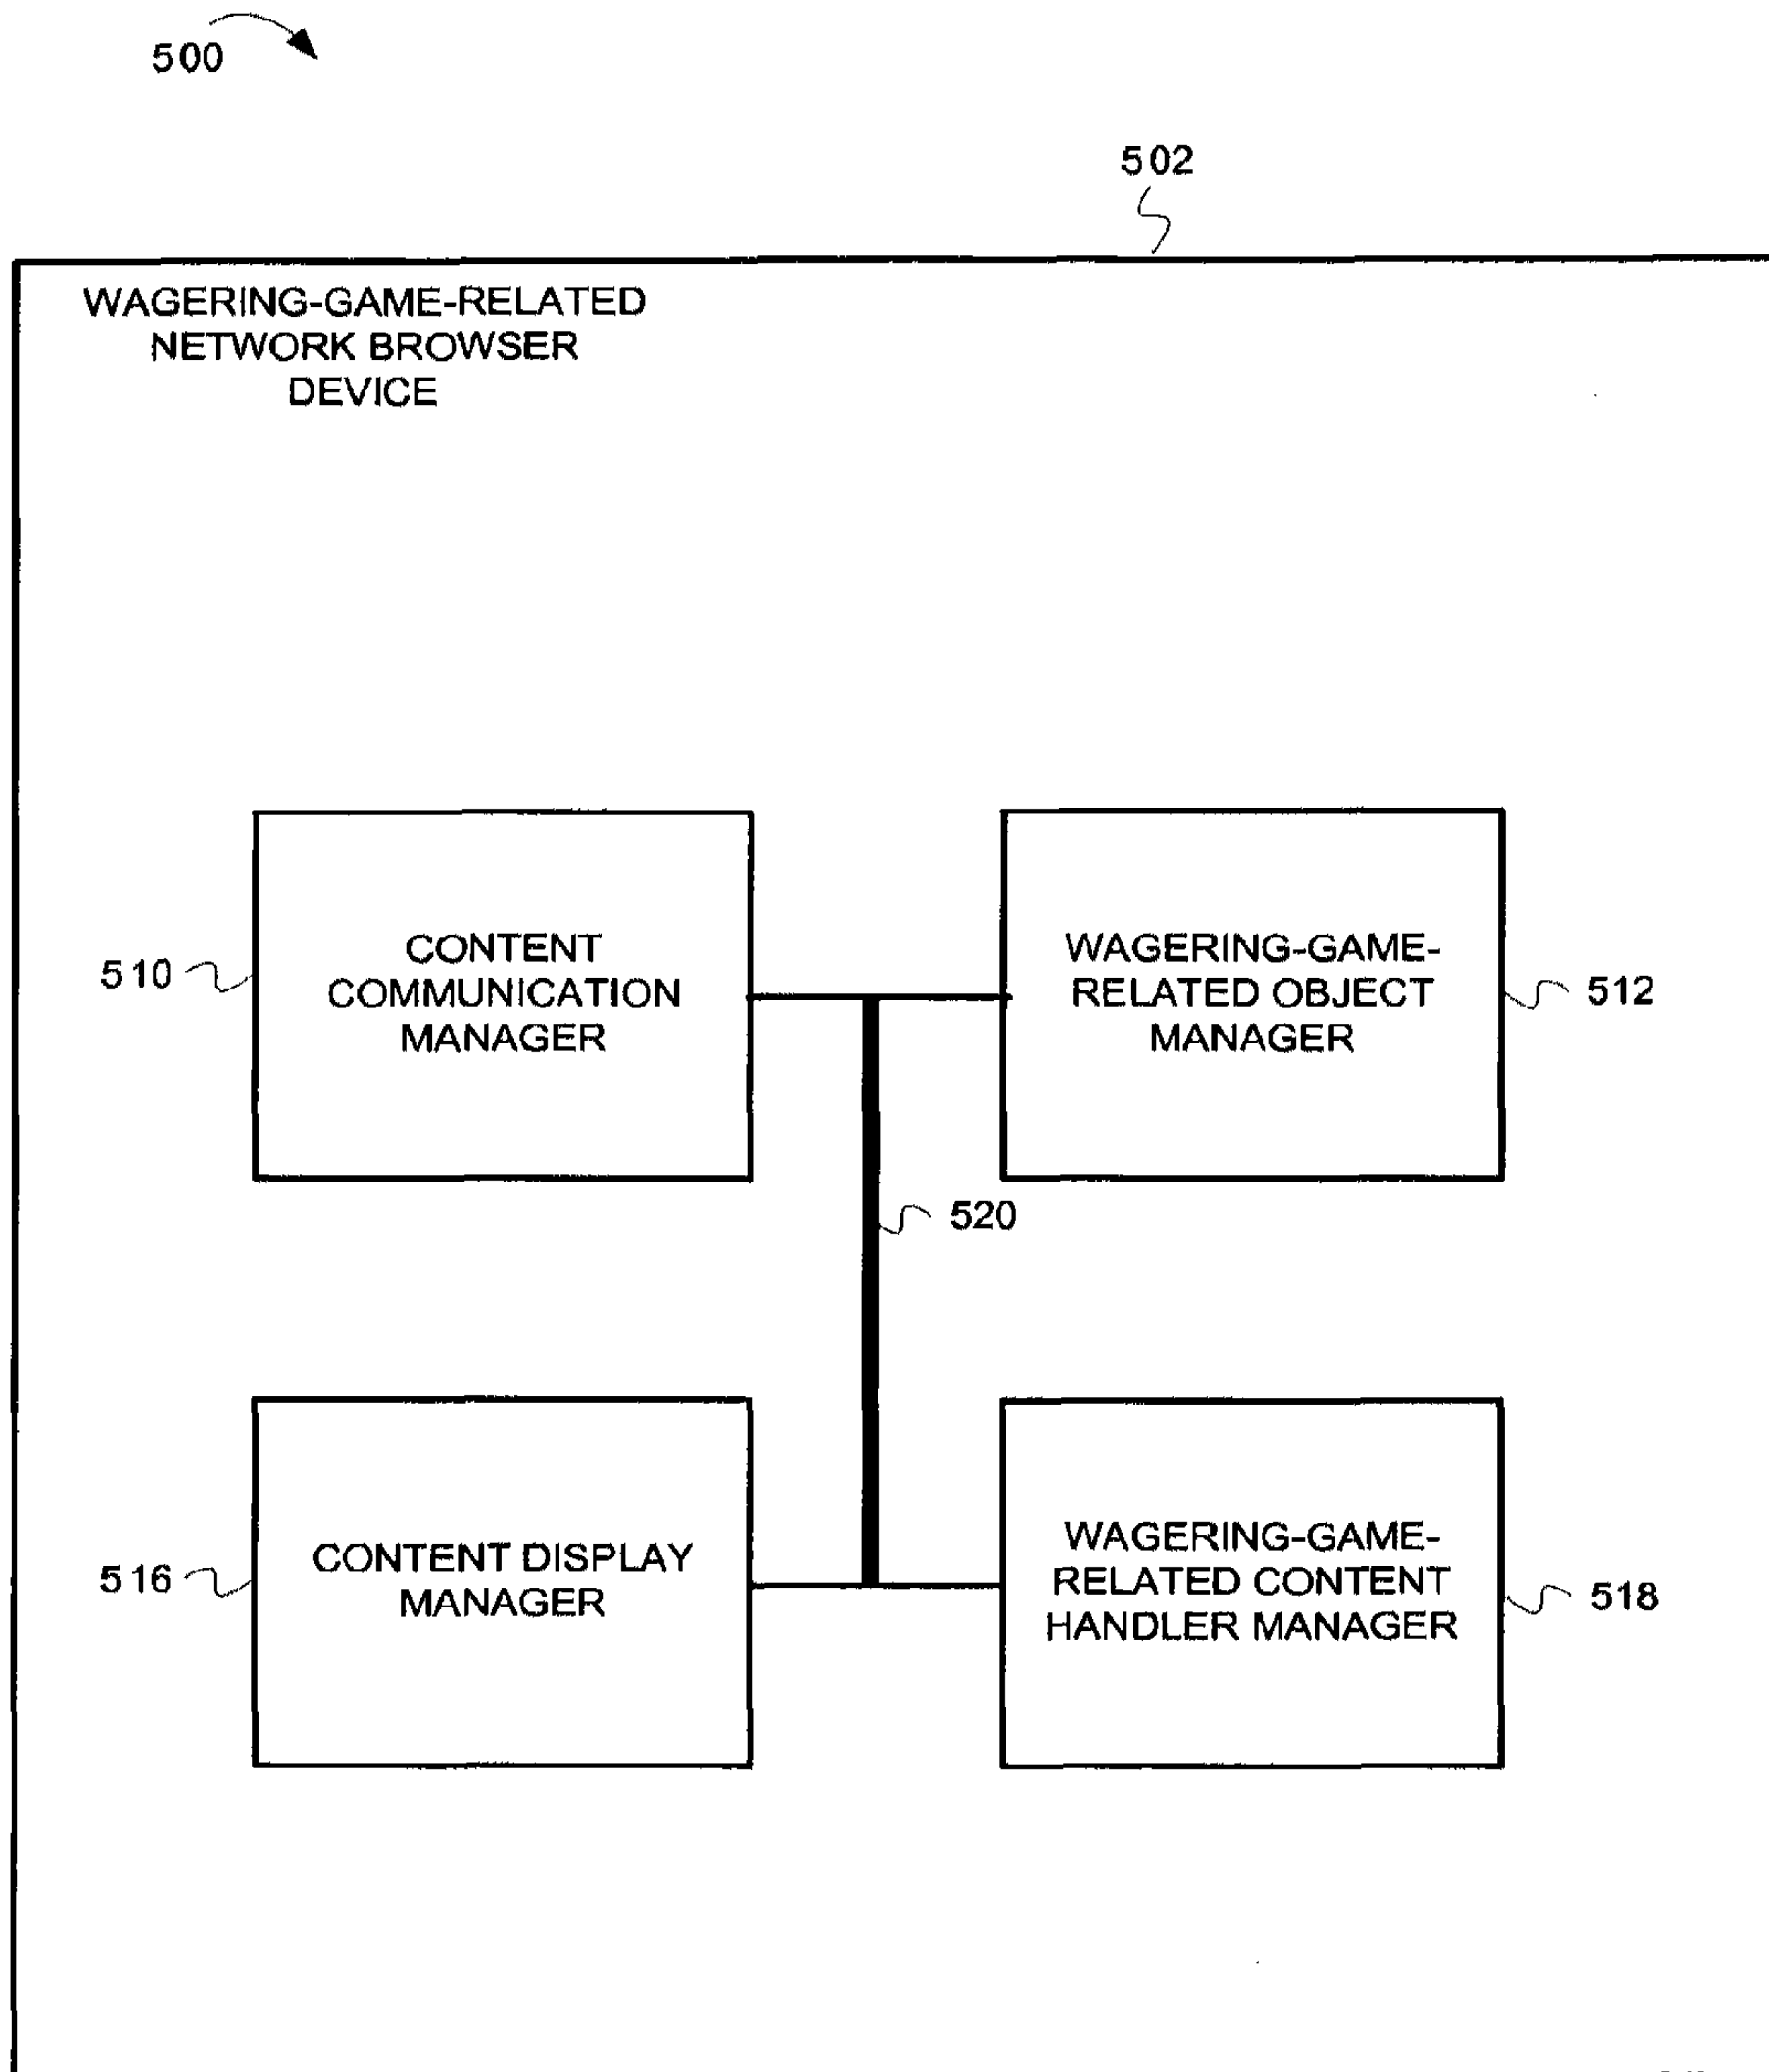 500
502
WAGERING-GAME-RELATED
NETWORK BROWSER
DEVICE
510
CONTENT
COMMUNICATION
MANAGER
WAGERING-GAME-
RELATED OBJECT
MANAGER
512
520
516
CONTENT DISPLAY
MANAGER
WAGERING-GAME-
RELATED CONTENT
HANDLER MANAGER
518